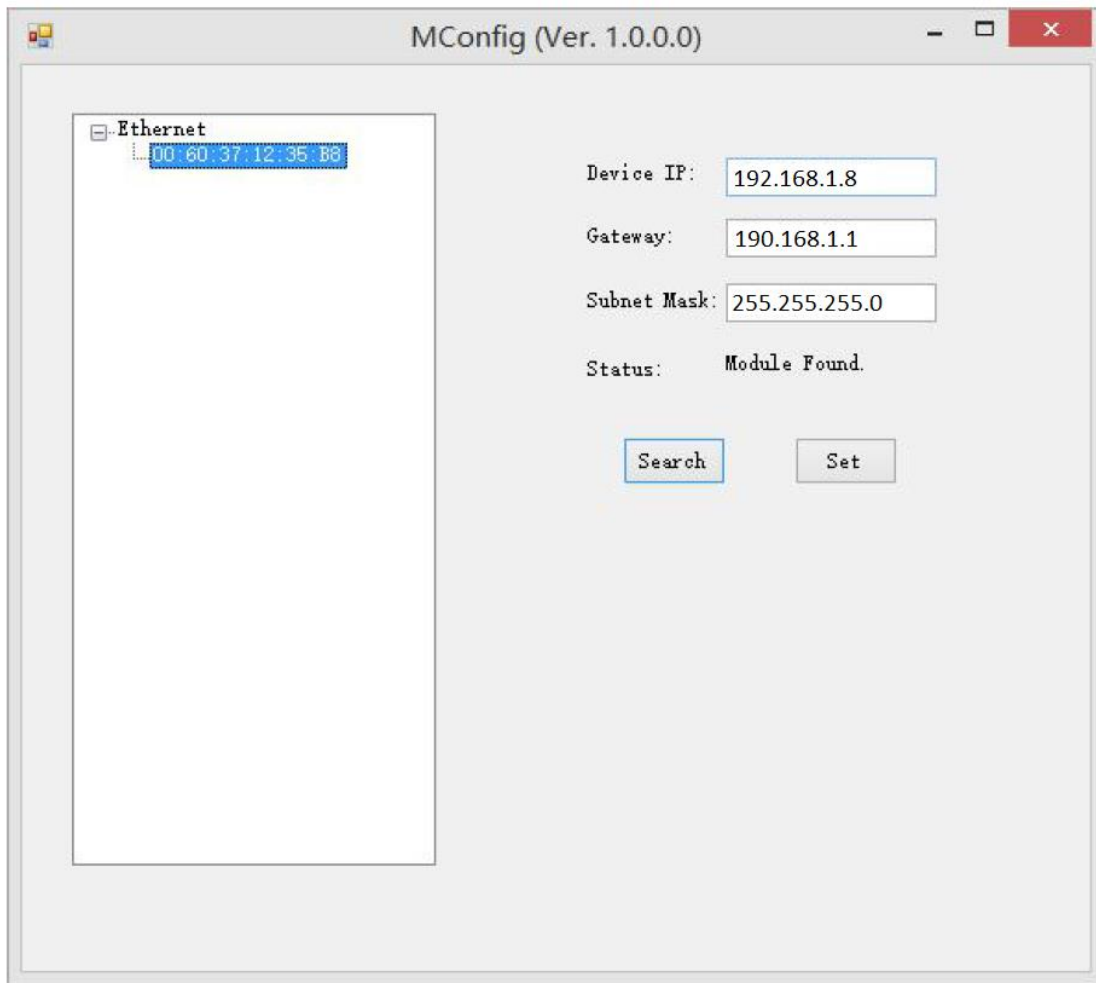 MConfig (Ver. 1.0.0.0)
Ethernet
00:60:37:12:35:B8
Device IP: 192.168.1.8
Gateway: 190.168.1.1
Subnet Mask: 255.255.255.0
Status: Module Found.
Search Set